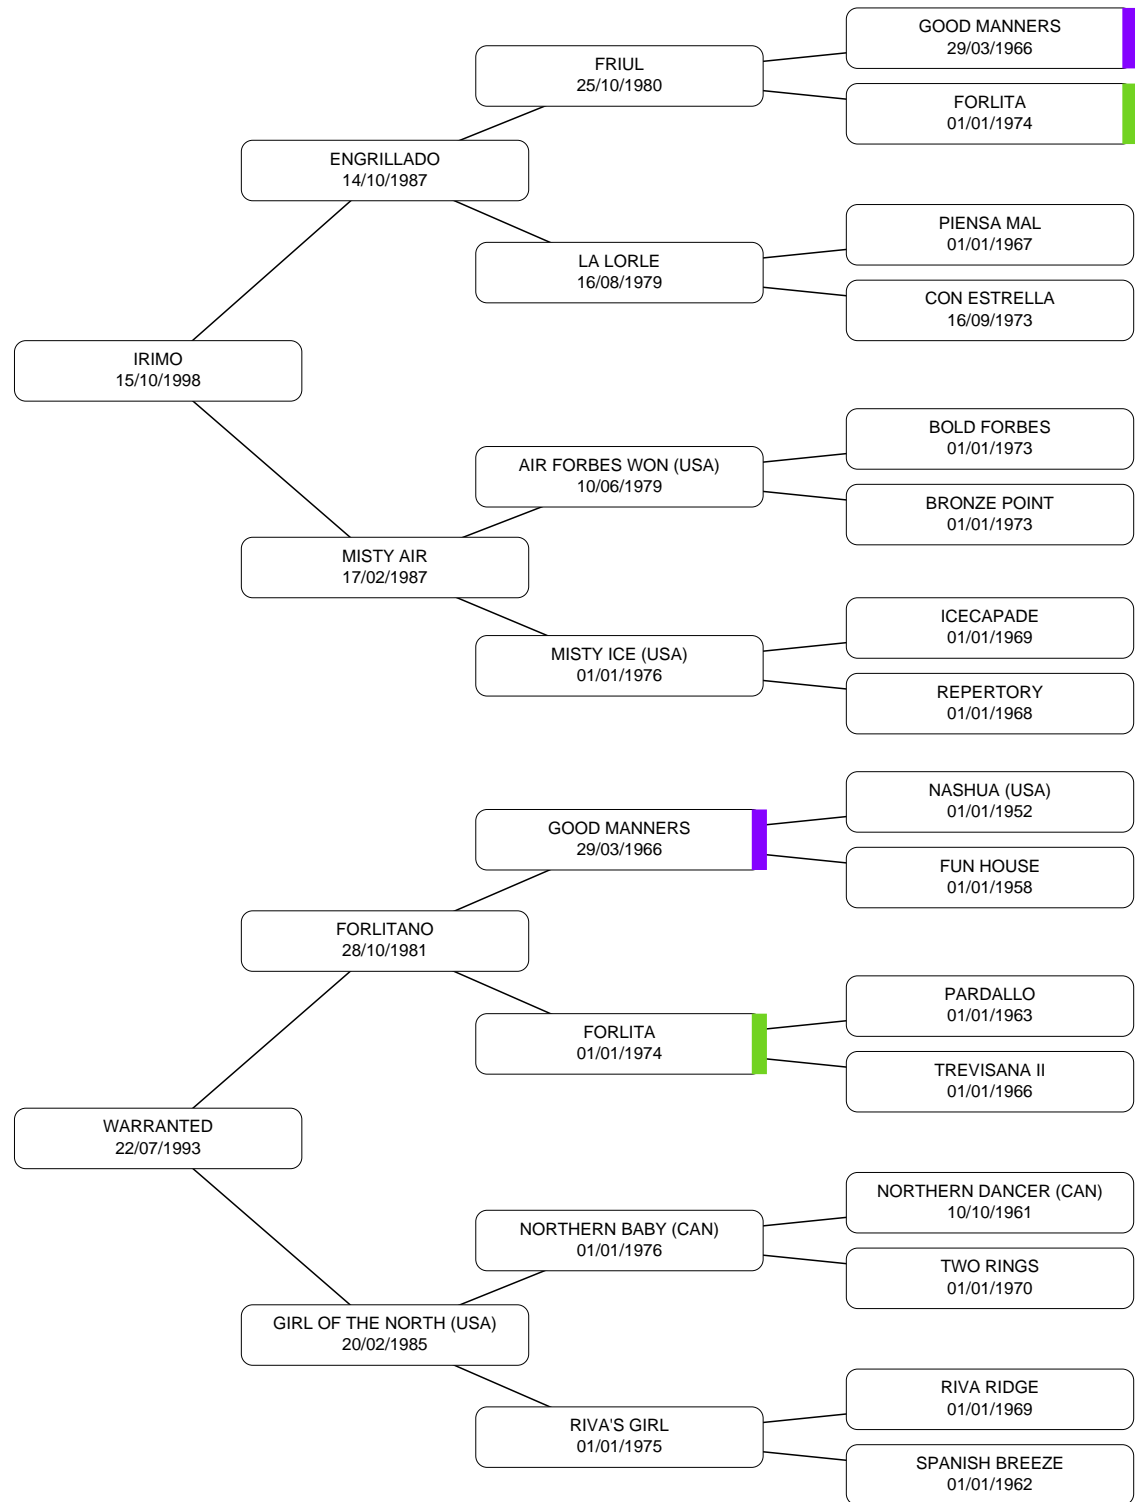 GOOD MANNERS
29/03/1966
FRIUL
25/10/1980
FORLITA
01/01/1974
ENGRILLADO
14/10/1987
PIENSA MAL
01/01/1967
LA LORLE
16/08/1979
CON ESTRELLA
16/09/1973
IRIMO
15/10/1998
BOLD FORBES
01/01/1973
AIR FORBES WON (USA)
10/06/1979
BRONZE POINT
01/01/1973
MISTY AIR
17/02/1987
ICECAPADE
01/01/1969
MISTY ICE (USA)
01/01/1976
REPERTORY
01/01/1968
NASHUA (USA)
01/01/1952
GOOD MANNERS
29/03/1966
FUN HOUSE
01/01/1958
FORLITANO
28/10/1981
PARDALLO
01/01/1963
FORLITA
01/01/1974
TREVISANA II
01/01/1966
WARRANTED
22/07/1993
NORTHERN DANCER (CAN)
10/10/1961
NORTHERN BABY (CAN)
01/01/1976
TWO RINGS
01/01/1970
GIRL OF THE NORTH (USA)
20/02/1985
RIVA RIDGE
01/01/1969
RIVA'S GIRL
01/01/1975
SPANISH BREEZE
01/01/1962